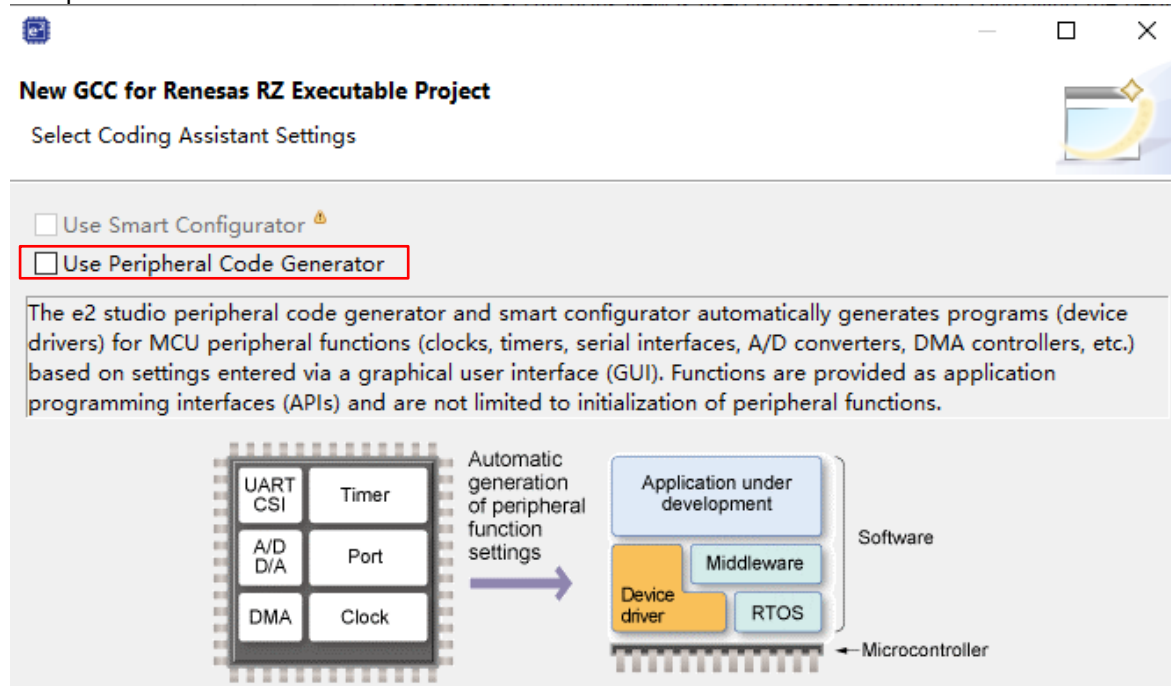 e²
New GCC for Renesas RZ Executable Project
Select Coding Assistant Settings
Use Smart Configurator
Use Peripheral Code Generator
The e2 studio peripheral code generator and smart configurator automatically generates programs (device
drivers) for MCU peripheral functions (clocks, timers, serial interfaces, A/D converters, DMA controllers, etc.)
based on settings entered via a graphical user interface (GUI). Functions are provided as application
programming interfaces (APIs) and are not limited to initialization of peripheral functions.
UART
CSI
Timer
A/D
D/A
Port
DMA
Clock
Automatic
generation
of peripheral
function
settings
Application under
development
Middleware
Device
driver
RTOS
Software
Microcontroller